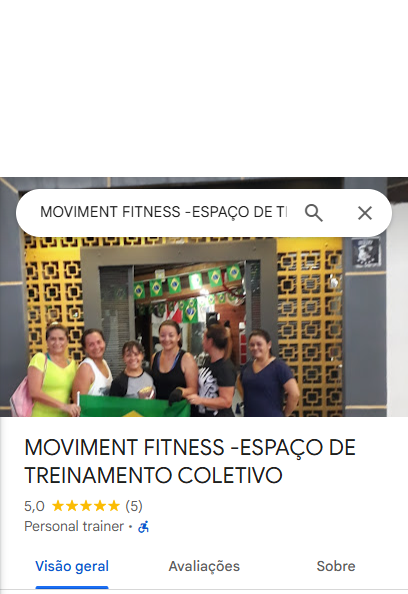 MOVIMENT FITNESS -ESPAÇO DE TI
MOVIMENT FITNESS -ESPAÇO DE
TREINAMENTO COLETIVO
5,0 (5)
Personal trainer ·
Visão geral Avaliações Sobre